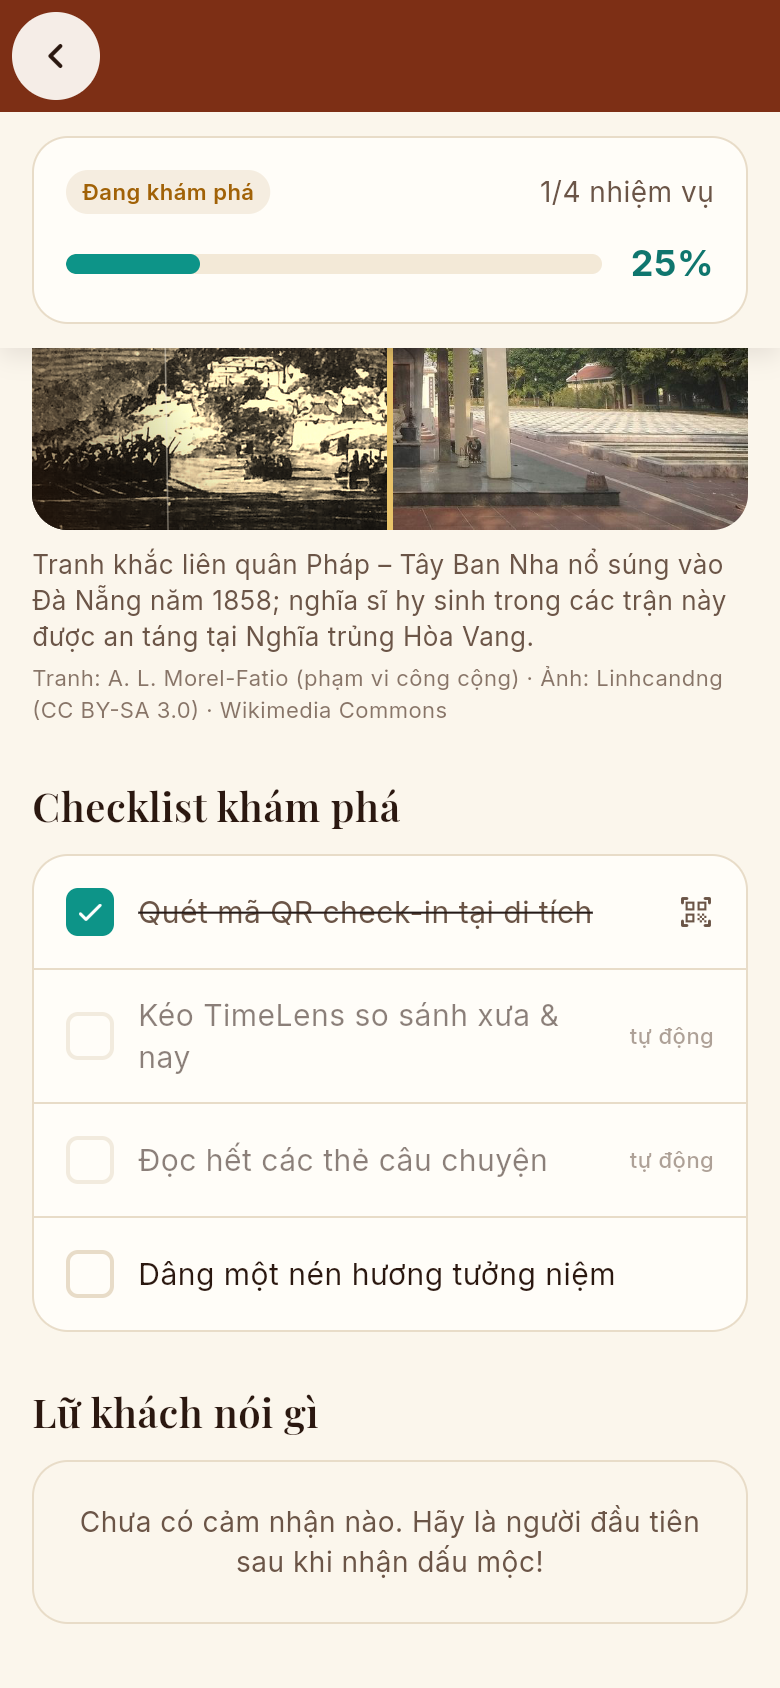 Đang khám phá
1/4 nhiệm vụ
25%
Tranh khắc liên quân Pháp – Tây Ban Nha nổ súng vào
Đà Nẵng năm 1858; nghĩa sĩ hy sinh trong các trận này
được an táng tại Nghĩa trủng Hòa Vang.
Tranh: A. L. Morel-Fatio (phạm vi công cộng) · Ảnh: Linhcandng
(CC BY-SA 3.0) · Wikimedia Commons
Checklist khám phá
Quét mã QR check-in tại di tích
Kéo TimeLens so sánh xưa &
nay
tự động
Đọc hết các thẻ câu chuyện
tự động
Dâng một nén hương tưởng niệm
Lữ khách nói gì
Chưa có cảm nhận nào. Hãy là người đầu tiên
sau khi nhận dấu mộc!